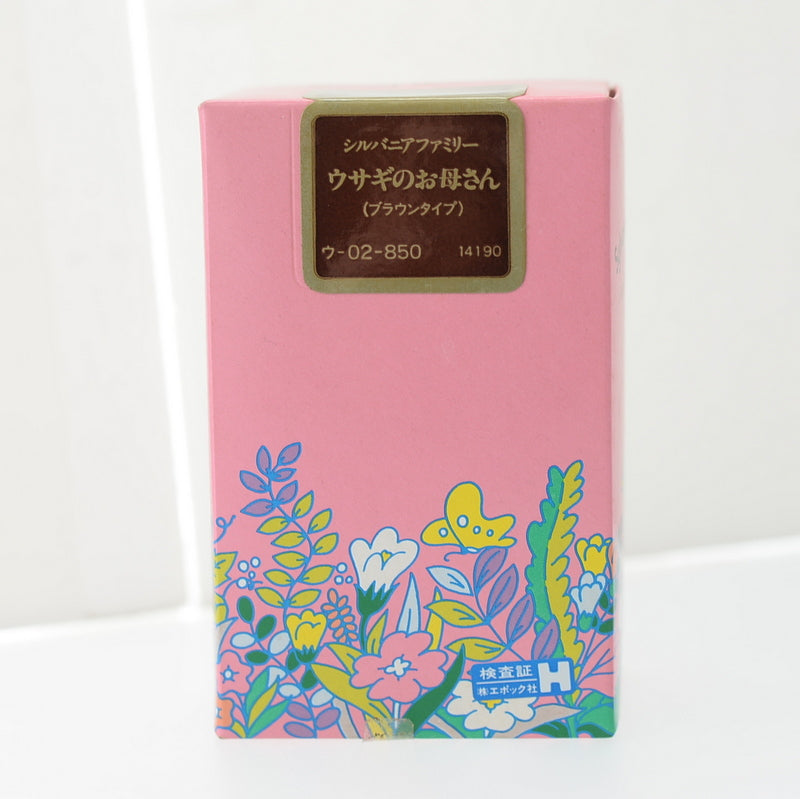 シルバニアファミリー
ウサギのお母さん
(ブラウンタイプ)
ウ-02-850 14190
検査証 H
㈱エポック社